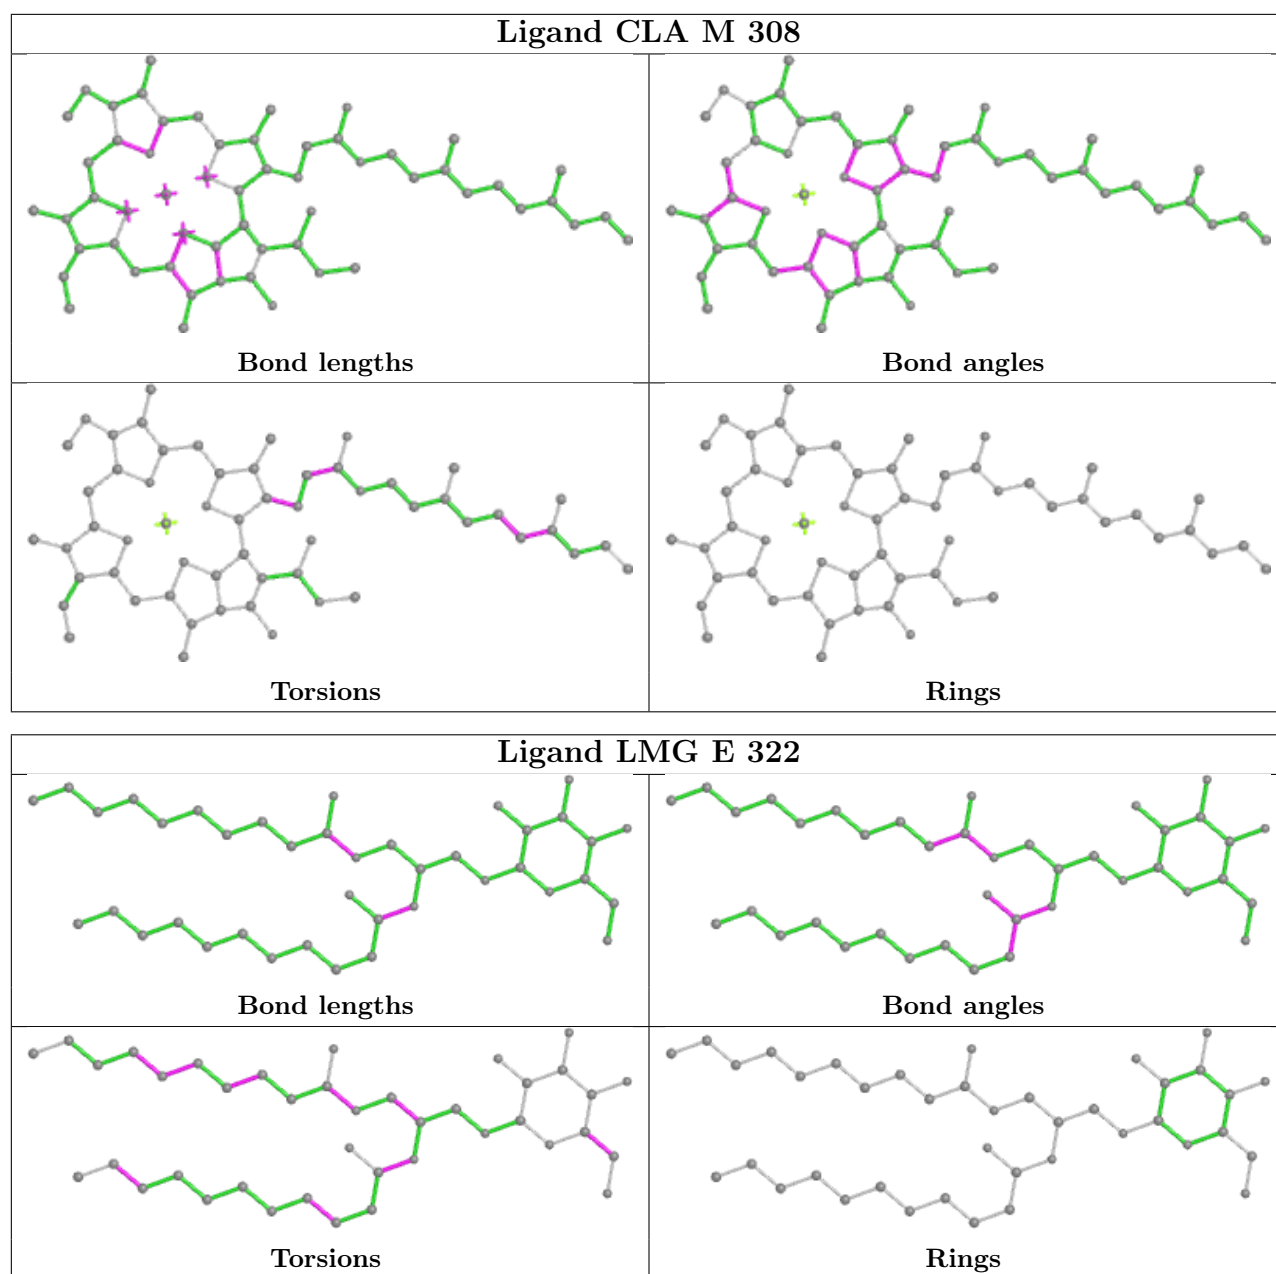 Ligand CLA M 308
Bond lengths
Bond angles
Torsions
Rings
Ligand LMG E 322
Bond lengths
Bond angles
Torsions
Rings